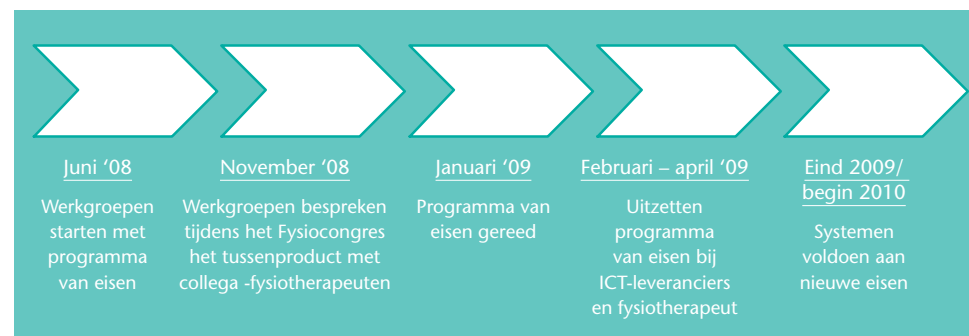 Juni ‘08
Werkgroepen
starten met
programma
van eisen
November ‘08
Werkgroepen bespreken
tijdens het Fysiocongres
het tussenproduct met
collega -fysiotherapeuten
Januari ‘09
Programma van
eisen gereed
Februari – april ‘09
Uitzetten
programma
van eisen bij
ICT-leveranciers
en fysiotherapeut
Eind 2009/
begin 2010
Systemen
voldoen aan
nieuwe eisen